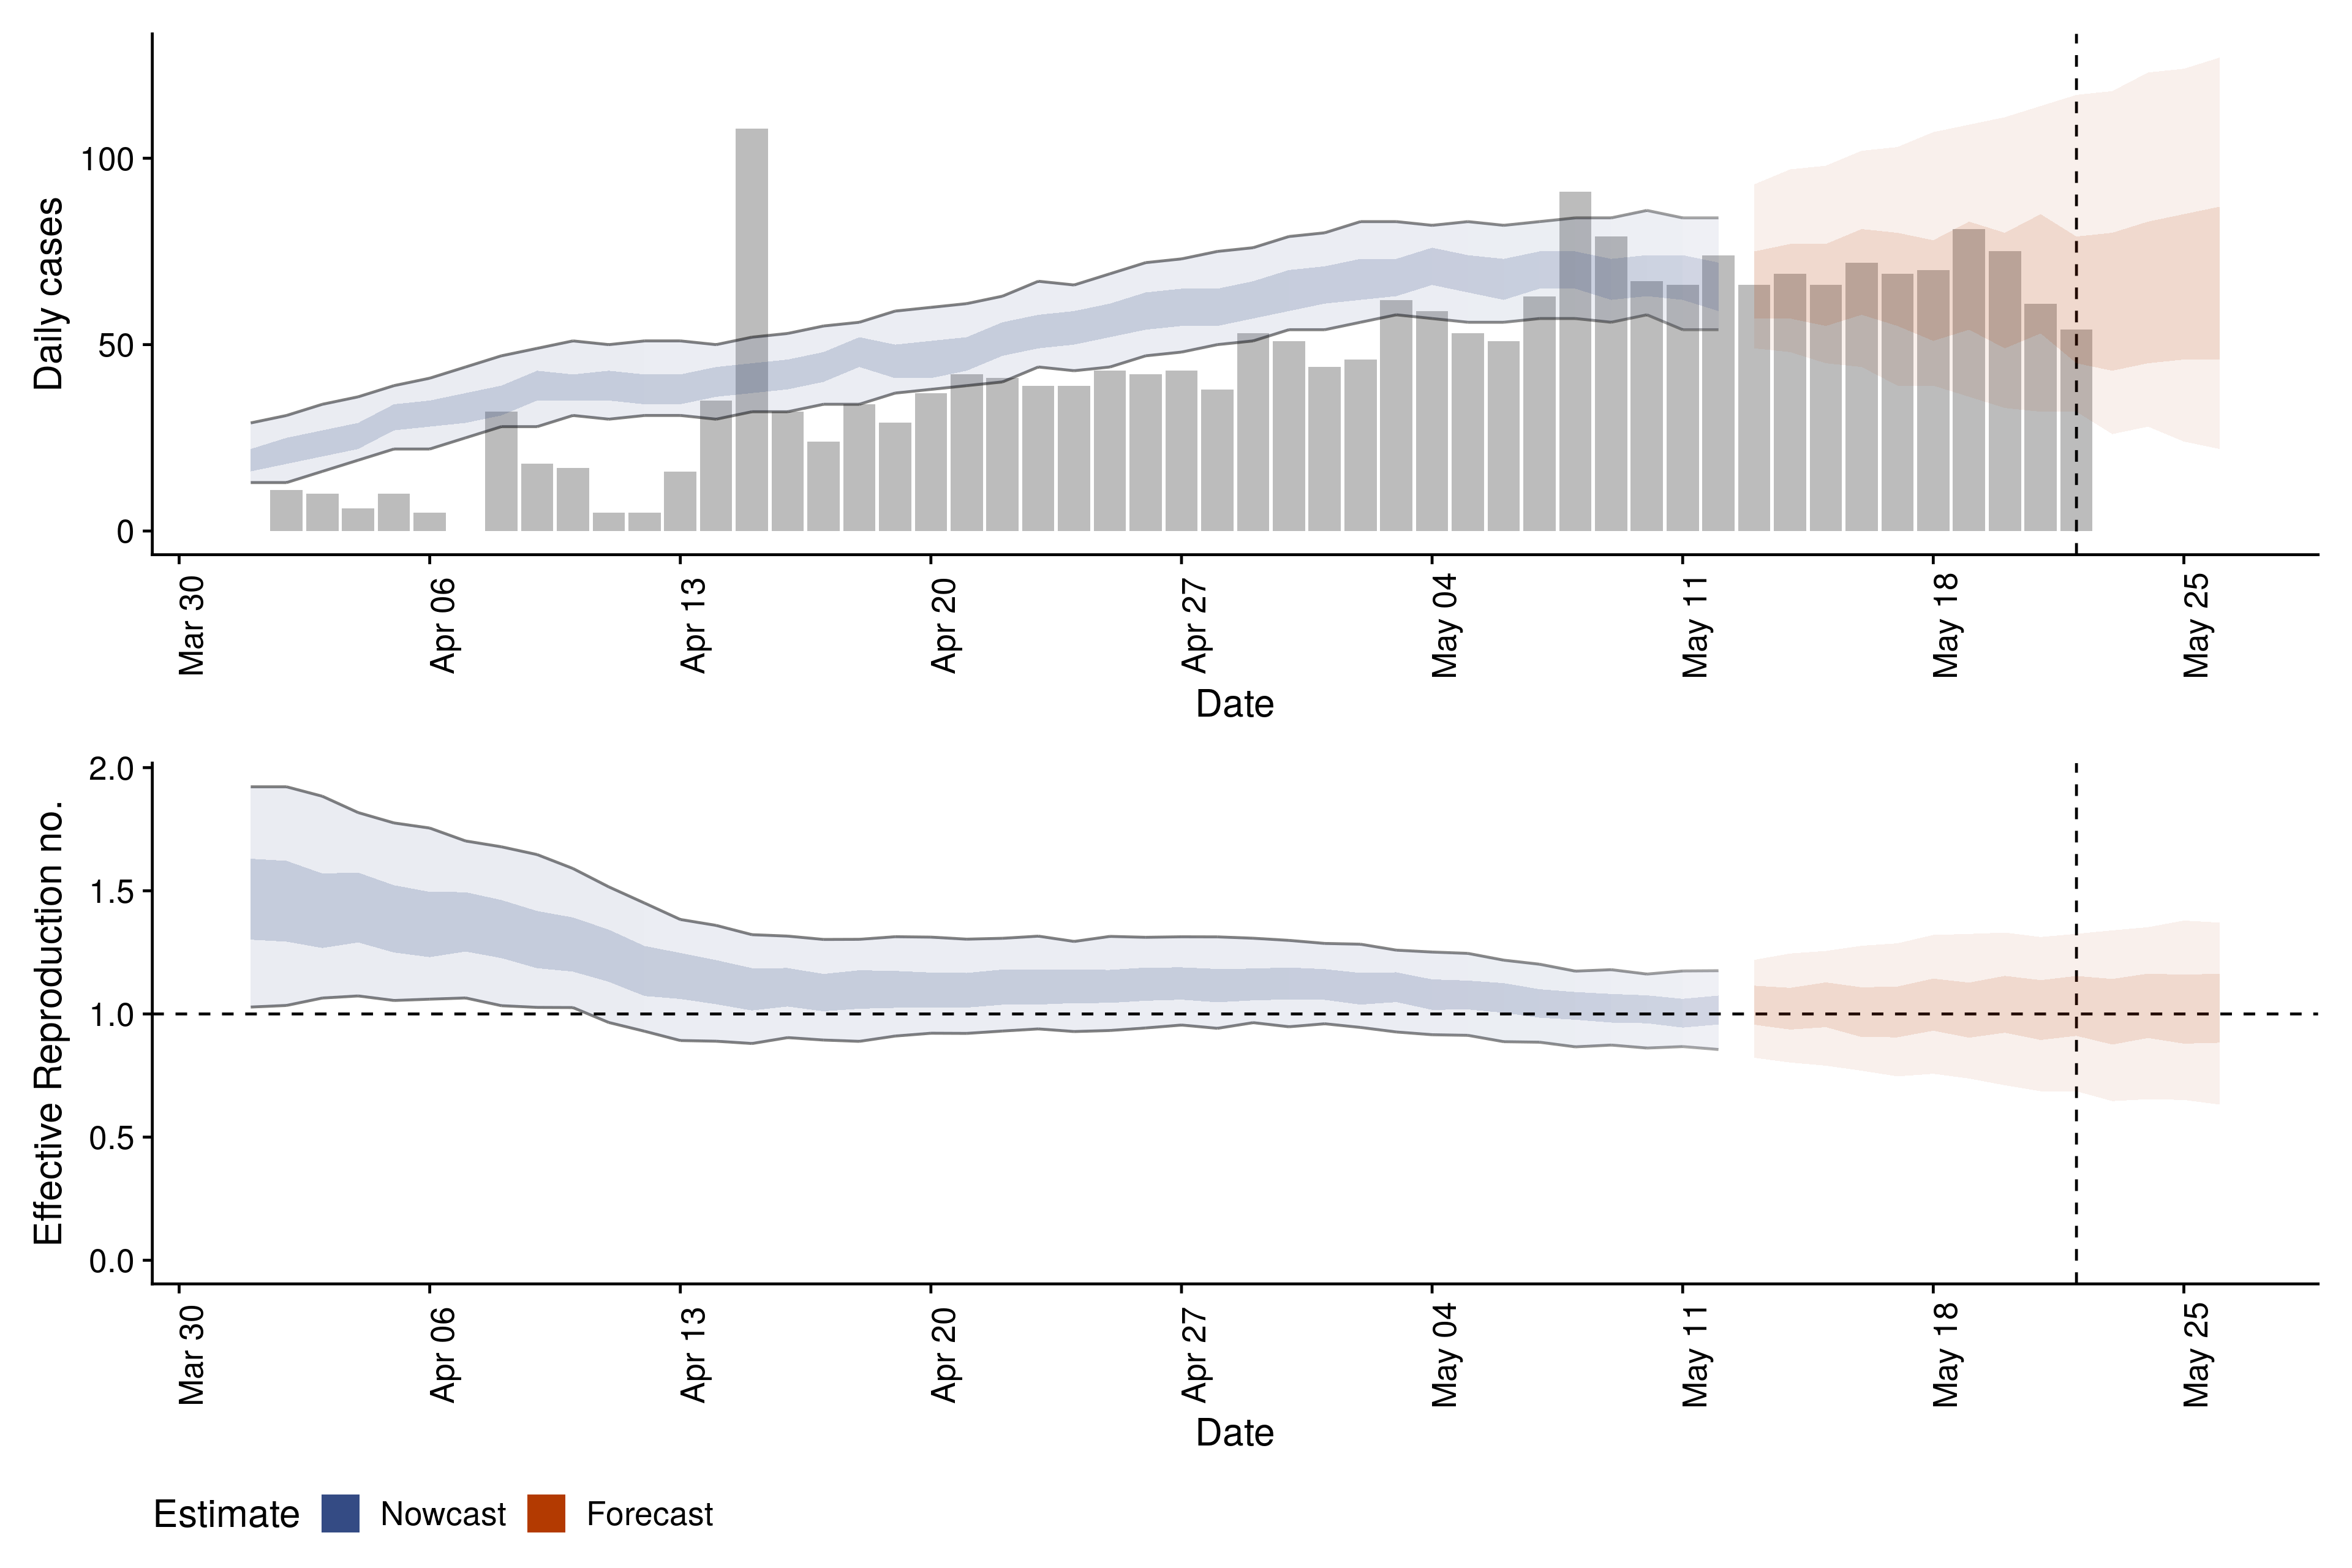 Daily cases
100
50
0
Mar 30
Apr 06
Apr 13
Apr 20
Apr 27
May 04
May 11
May 18
May 25
Date
Effective Reproduction no.
2.0
1.5
1.0
0.5
0.0
Mar 30
Apr 06
Apr 13
Apr 20
Apr 27
May 04
May 11
May 18
May 25
Date
Estimate Nowcast Forecast